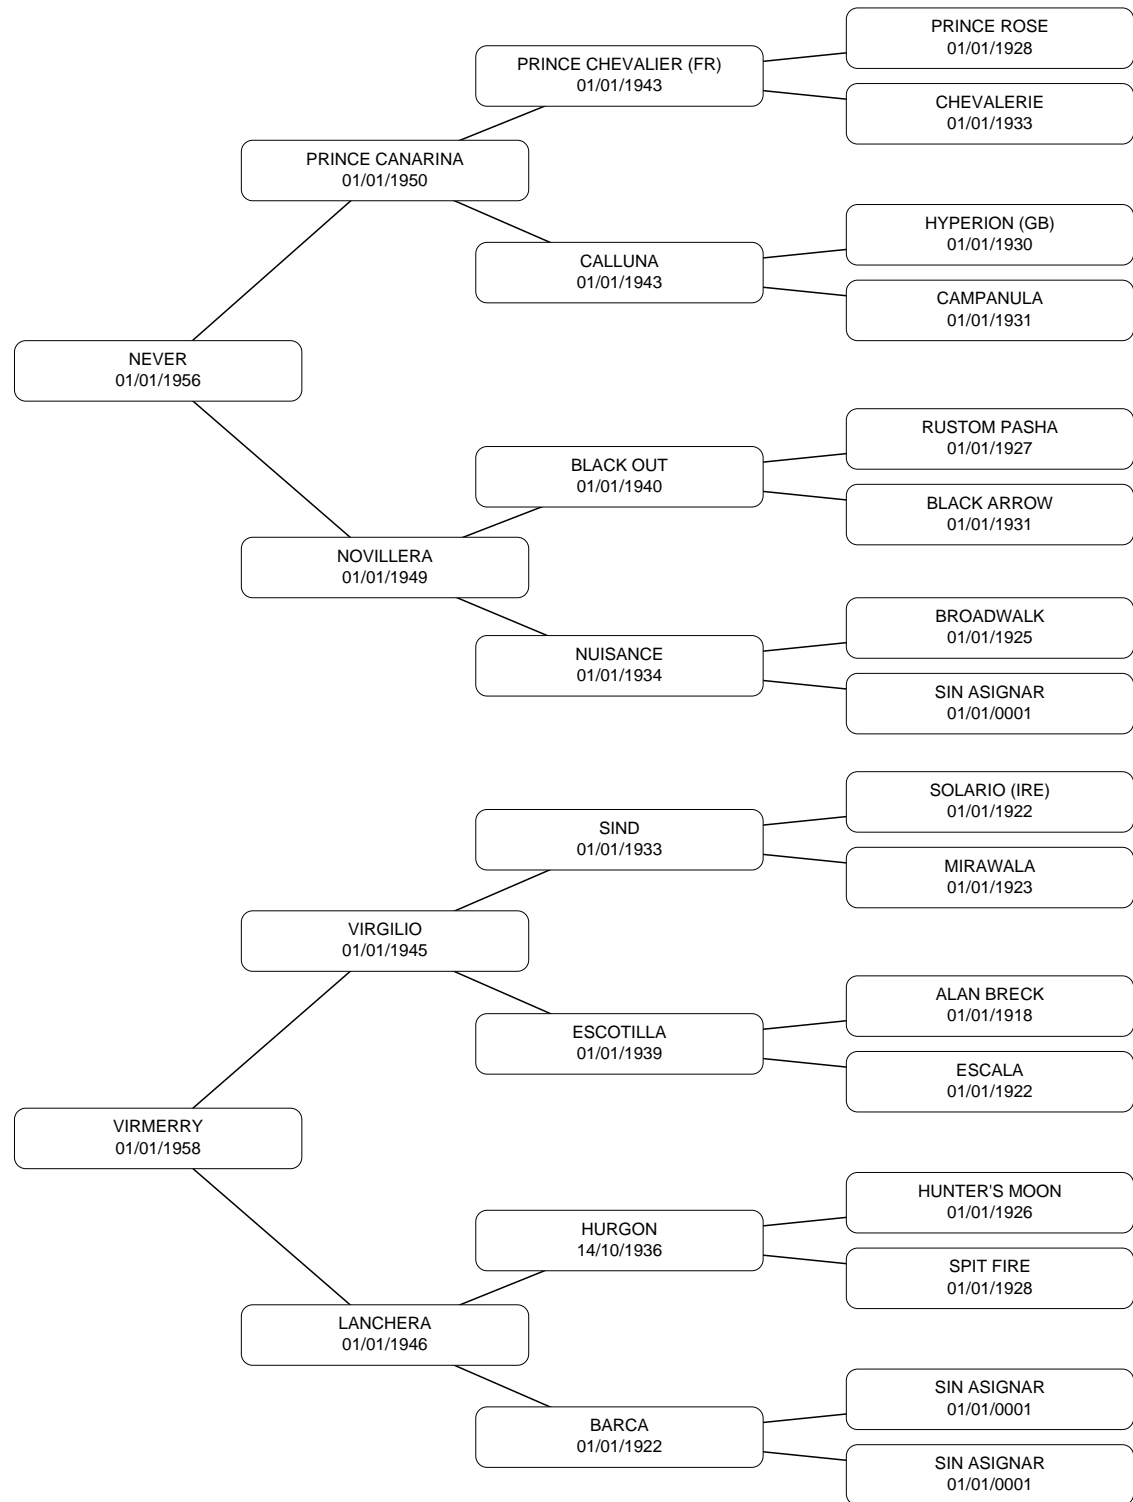 PRINCE ROSE
01/01/1928
PRINCE CHEVALIER (FR)
01/01/1943
CHEVALERIE
01/01/1933
PRINCE CANARINA
01/01/1950
HYPERION (GB)
01/01/1930
CALLUNA
01/01/1943
CAMPANULA
01/01/1931
NEVER
01/01/1956
RUSTOM PASHA
01/01/1927
BLACK OUT
01/01/1940
BLACK ARROW
01/01/1931
NOVILLERA
01/01/1949
BROADWALK
01/01/1925
NUISANCE
01/01/1934
SIN ASIGNAR
01/01/0001
SOLARIO (IRE)
01/01/1922
SIND
01/01/1933
MIRAWALA
01/01/1923
VIRGILIO
01/01/1945
ALAN BRECK
01/01/1918
ESCOTILLA
01/01/1939
ESCALA
01/01/1922
VIRMERRY
01/01/1958
HUNTER'S MOON
01/01/1926
HURGON
14/10/1936
SPIT FIRE
01/01/1928
LANCHERA
01/01/1946
SIN ASIGNAR
01/01/0001
BARCA
01/01/1922
SIN ASIGNAR
01/01/0001